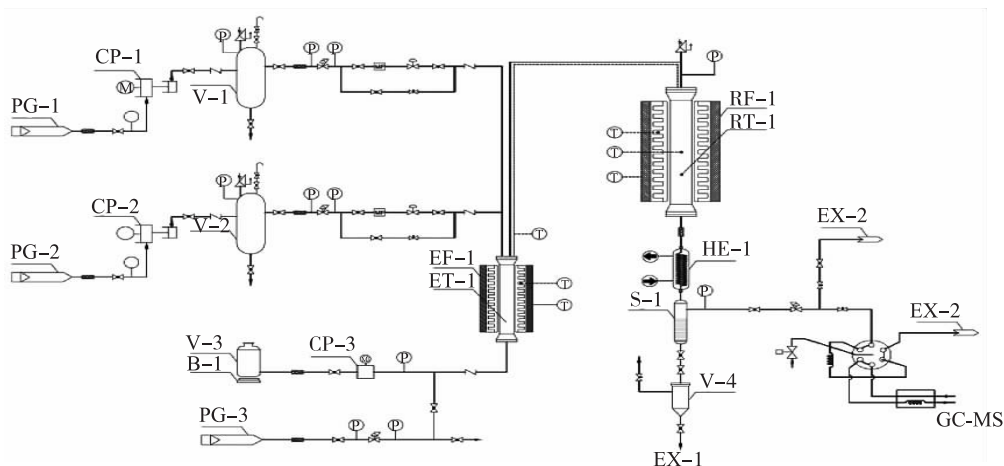 P
P
P
P
CP-1
M
V-1
RF-1
RT-1
PG-1
T
T
T
P
P
P
CP-2
V-2
PG-2
EX-2
T
HE-1
EF-1
ET-1
T
T
S-1
P
EX-2
V-3
B-1
CP-3
P
V-4
PG-3
P
P
GC-MS
EX-1